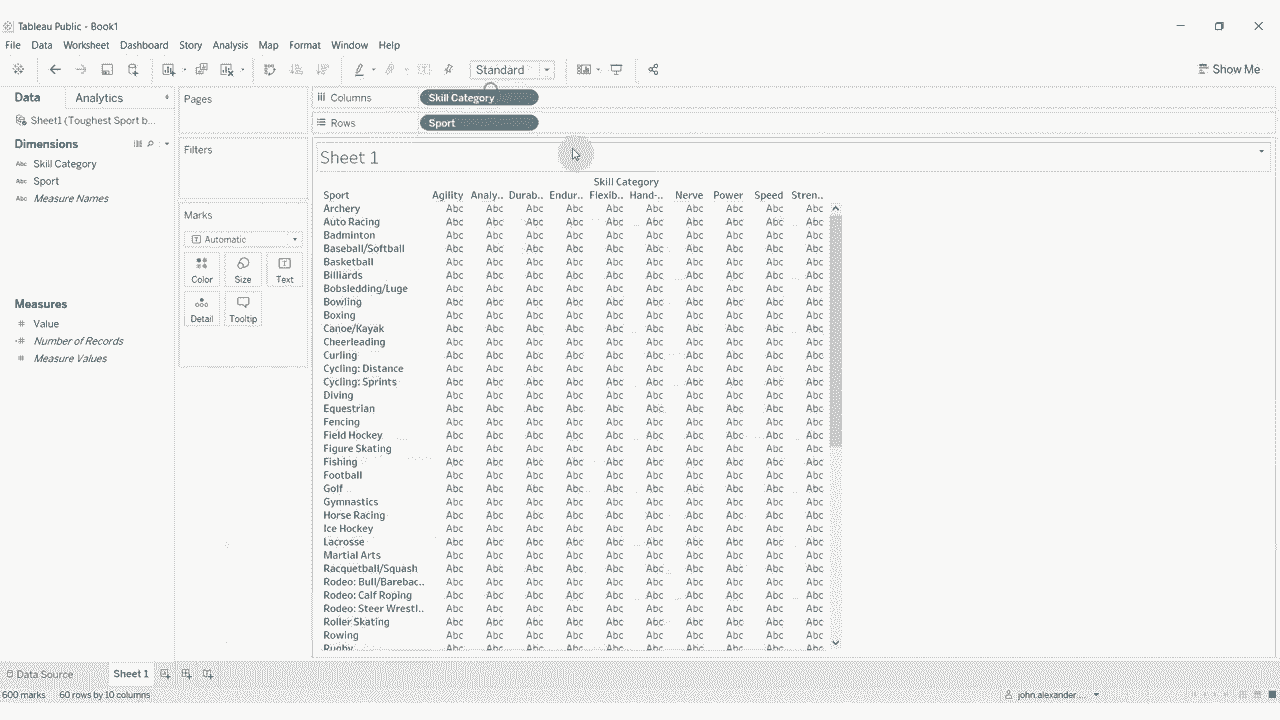 Tableau Public - Book1
File Data Worksheet Dashboard Story Analysis Map Format Window Help
Standard Show Me
Data Analytics Pages Columns Skill Category
Sheet1 (Toughest Sport b... Rows Sport
Dimensions Filters Sheet 1
Abc Skill Category
Abc Sport
Abc Measure Names
Marks
Automatic
Color Size Text
Detail Tooltip
Measures
# Value
# Number of Records
# Measure Values
Skill Category
Sport Agility Analy.. Durab.. Endur.. Flexib.. Hand-.. Nerve Power Speed Stren..
Archery Abc Abc Abc Abc Abc Abc Abc Abc Abc Abc
Auto Racing Abc Abc Abc Abc Abc Abc Abc Abc Abc Abc
Badminton Abc Abc Abc Abc Abc Abc Abc Abc Abc Abc
Baseball/Softball Abc Abc Abc Abc Abc Abc Abc Abc Abc Abc
Basketball Abc Abc Abc Abc Abc Abc Abc Abc Abc Abc
Billiards Abc Abc Abc Abc Abc Abc Abc Abc Abc Abc
Bobsledding/Luge Abc Abc Abc Abc Abc Abc Abc Abc Abc Abc
Bowling Abc Abc Abc Abc Abc Abc Abc Abc Abc Abc
Boxing Abc Abc Abc Abc Abc Abc Abc Abc Abc Abc
Canoe/Kayak Abc Abc Abc Abc Abc Abc Abc Abc Abc Abc
Cheerleading Abc Abc Abc Abc Abc Abc Abc Abc Abc Abc
Curling Abc Abc Abc Abc Abc Abc Abc Abc Abc Abc
Cycling: Distance Abc Abc Abc Abc Abc Abc Abc Abc Abc Abc
Cycling: Sprints Abc Abc Abc Abc Abc Abc Abc Abc Abc Abc
Diving Abc Abc Abc Abc Abc Abc Abc Abc Abc Abc
Equestrian Abc Abc Abc Abc Abc Abc Abc Abc Abc Abc
Fencing Abc Abc Abc Abc Abc Abc Abc Abc Abc Abc
Field Hockey Abc Abc Abc Abc Abc Abc Abc Abc Abc Abc
Figure Skating Abc Abc Abc Abc Abc Abc Abc Abc Abc Abc
Fishing Abc Abc Abc Abc Abc Abc Abc Abc Abc Abc
Football Abc Abc Abc Abc Abc Abc Abc Abc Abc Abc
Golf Abc Abc Abc Abc Abc Abc Abc Abc Abc Abc
Gymnastics Abc Abc Abc Abc Abc Abc Abc Abc Abc Abc
Horse Racing Abc Abc Abc Abc Abc Abc Abc Abc Abc Abc
Ice Hockey Abc Abc Abc Abc Abc Abc Abc Abc Abc Abc
Lacrosse Abc Abc Abc Abc Abc Abc Abc Abc Abc Abc
Martial Arts Abc Abc Abc Abc Abc Abc Abc Abc Abc Abc
Racquetball/Squash Abc Abc Abc Abc Abc Abc Abc Abc Abc Abc
Rodeo: Bull/Barebac.. Abc Abc Abc Abc Abc Abc Abc Abc Abc Abc
Rodeo: Calf Roping Abc Abc Abc Abc Abc Abc Abc Abc Abc Abc
Rodeo: Steer Wrestl.. Abc Abc Abc Abc Abc Abc Abc Abc Abc Abc
Roller Skating Abc Abc Abc Abc Abc Abc Abc Abc Abc Abc
Rowing Abc Abc Abc Abc Abc Abc Abc Abc Abc Abc
Rugby Abc Abc Abc Abc Abc Abc Abc Abc Abc Abc
Data Source Sheet 1
600 marks 60 rows by 10 columns john.alexander...